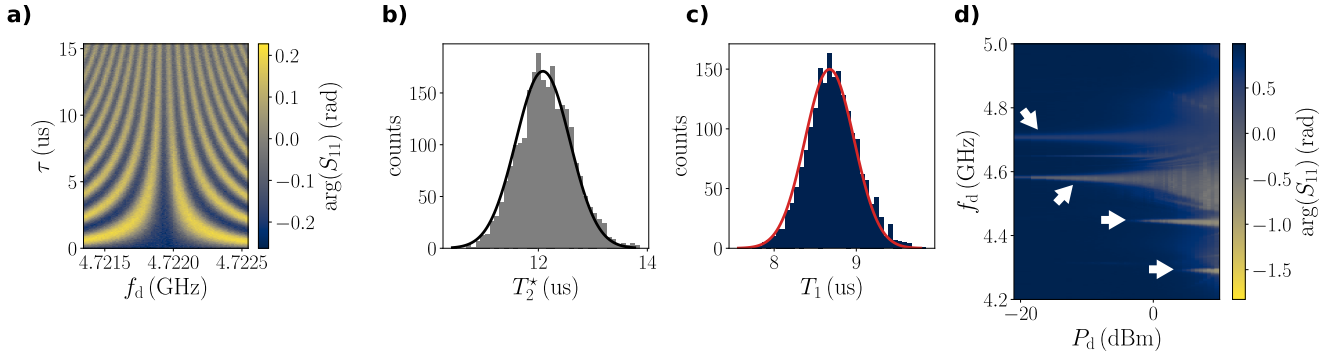 a)
15
10
5
0
τ (us)
4.7215 4.7220 4.7225
f_d (GHz)
0.2
0.1
0.0
−0.1
−0.2
arg(S_11) (rad)
b)
150
100
50
0
counts
12 14
T_2^⋆ (us)
c)
150
100
50
0
counts
8 9
T_1 (us)
d)
5.0
4.8
4.6
4.4
4.2
f_d (GHz)
−20 0
P_d (dBm)
0.5
0.0
−0.5
−1.0
−1.5
arg(S_11) (rad)